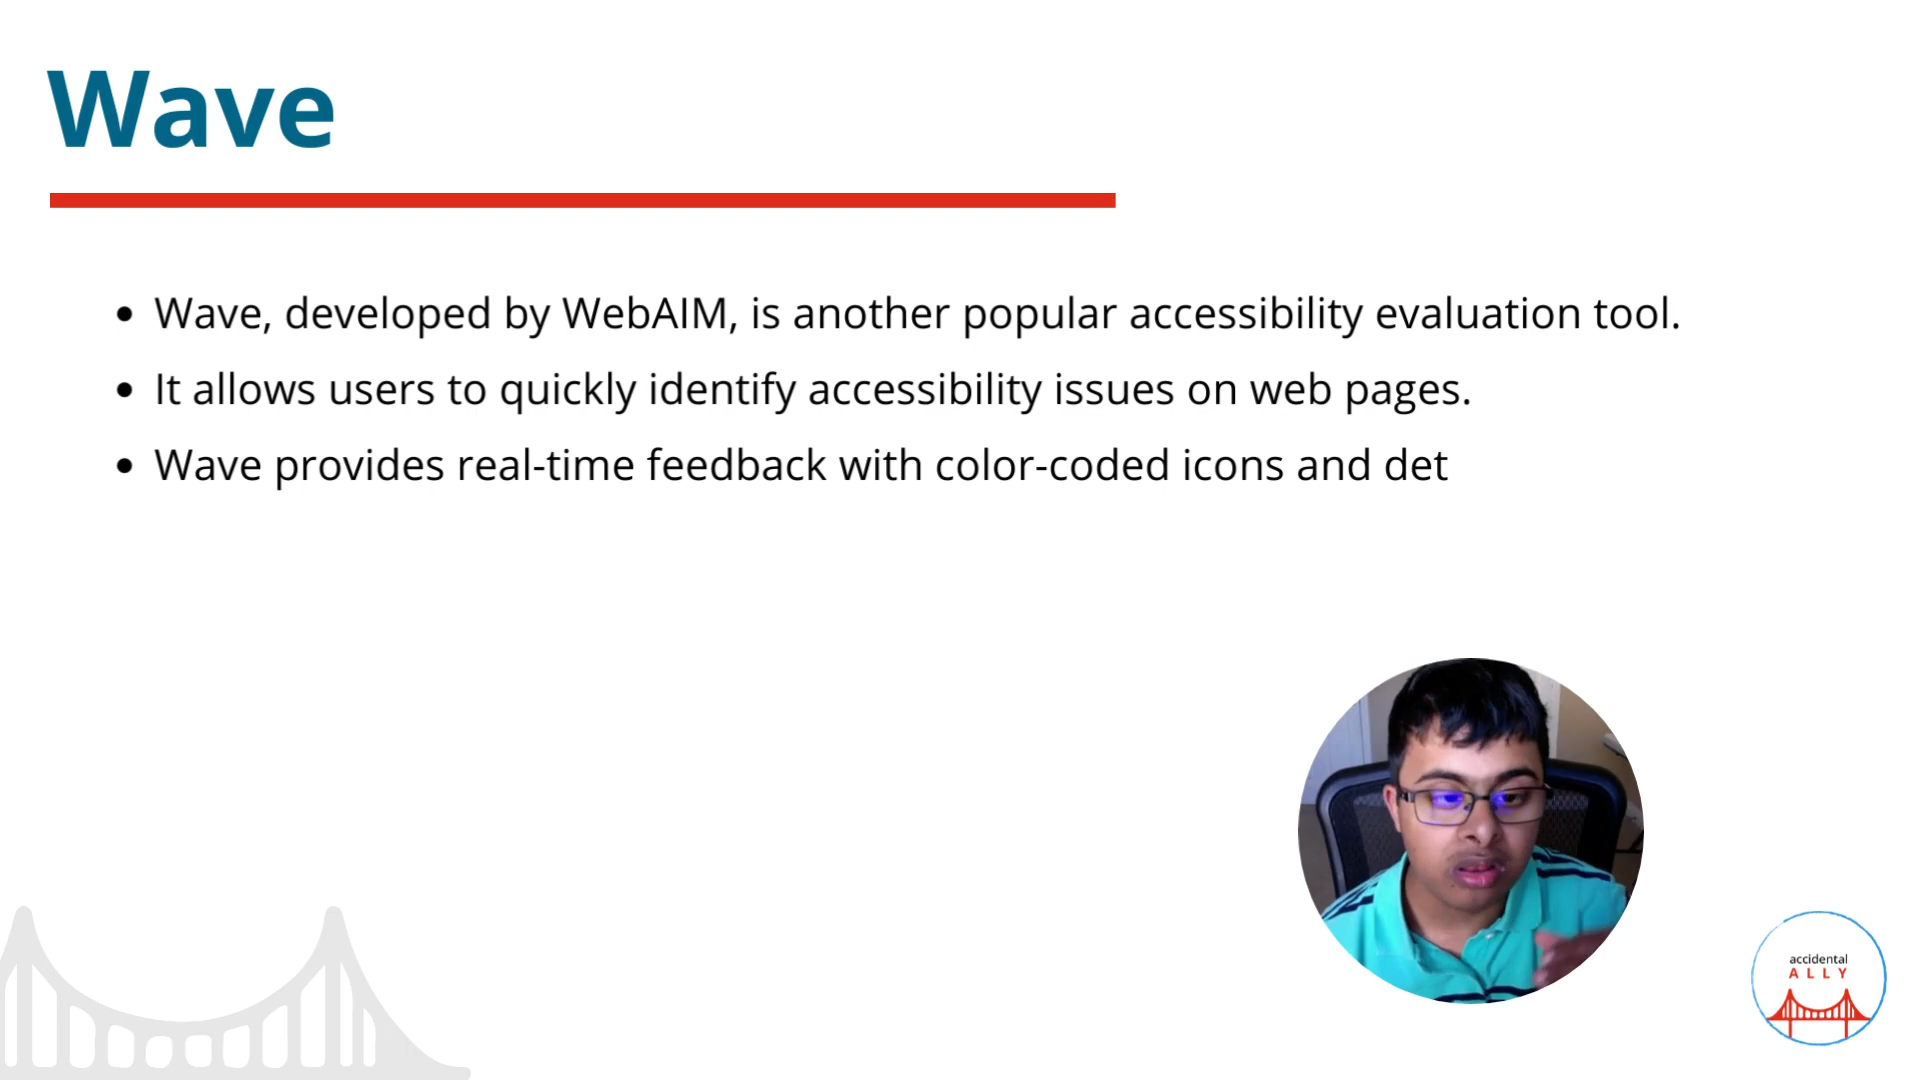 Wave
• Wave, developed by WebAIM, is another popular accessibility evaluation tool.
• It allows users to quickly identify accessibility issues on web pages.
• Wave provides real-time feedback with color-coded icons and det
accidental
ALLY